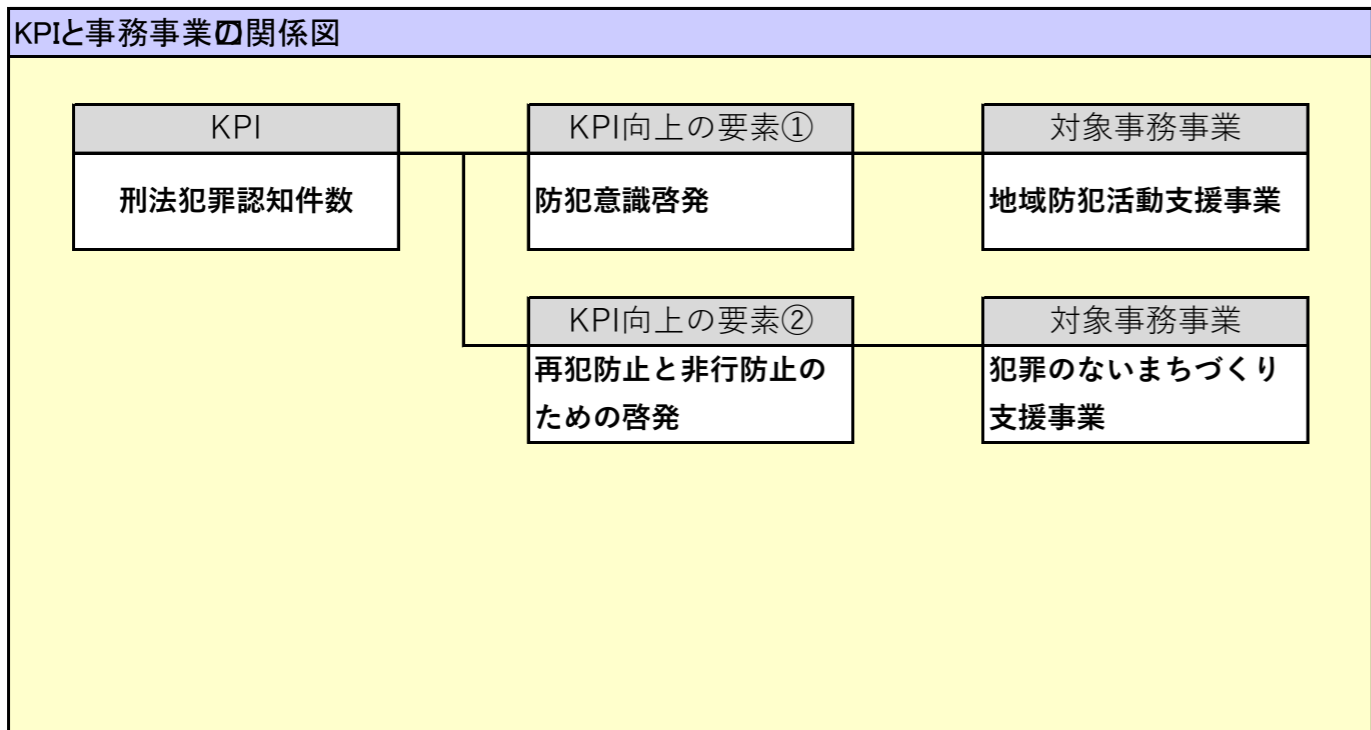 KPIと事務事業の関係図
KPI
KPI向上の要素①
対象事務事業
刑法犯罪認知件数
防犯意識啓発
地域防犯活動支援事業
KPI向上の要素②
対象事務事業
再犯防止と非行防止の
ための啓発
犯罪のないまちづくり
支援事業